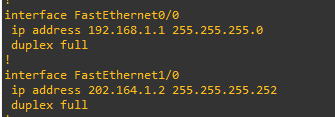 !
interface FastEthernet0/0
 ip address 192.168.1.1 255.255.255.0
 duplex full
!
interface FastEthernet1/0
 ip address 202.164.1.2 255.255.255.252
 duplex full
!